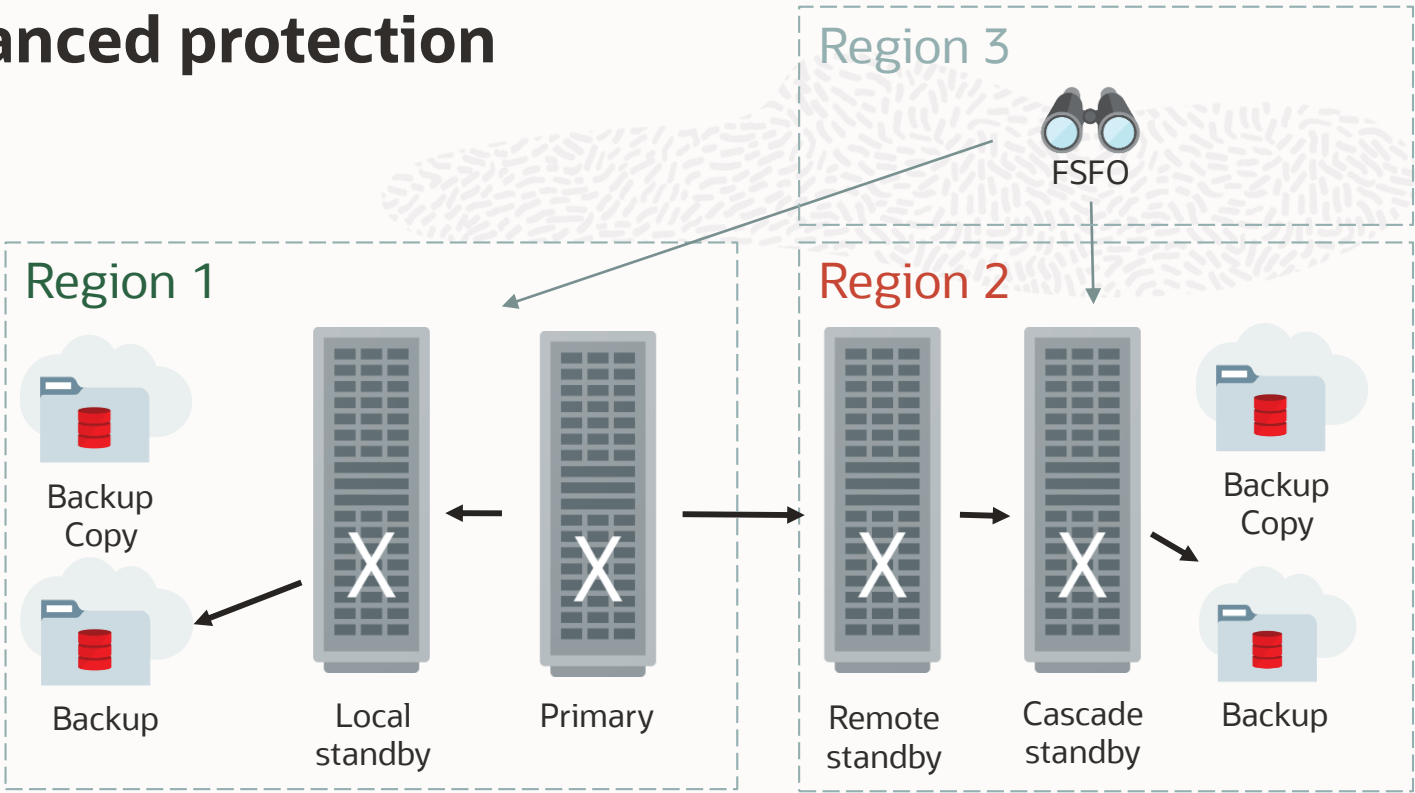 anced protection
Region 3
FSFO
Region 1
Region 2
Backup
Copy
Backup
X
Local
standby
X
Primary
X
Remote
standby
X
Cascade
standby
Backup
Copy
Backup